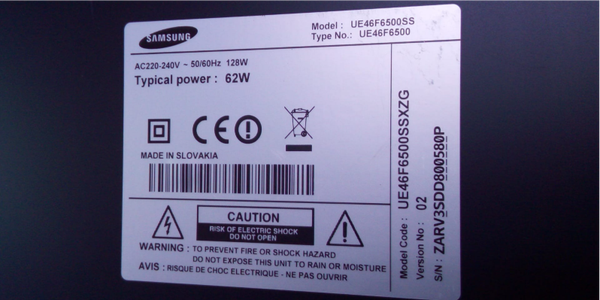 SAMSUNG
Model : UE46F6500SS
Type No.: UE46F6500
AC220-240V ~ 50/60Hz 128W
Typical power : 62W
CE
MADE IN SLOVAKIA
CAUTION
RISK OF ELECTRIC SHOCK
DO NOT OPEN
WARNING : TO PREVENT FIRE OR SHOCK HAZARD
DO NOT EXPOSE THIS UNIT TO RAIN OR MOISTURE
AVIS : RISQUE DE CHOC ELECTRIQUE - NE PAS OUVRIR
Model Code : UE46F6500SSXZG
Version No : 02
S/N : ZARV3SDD800580P